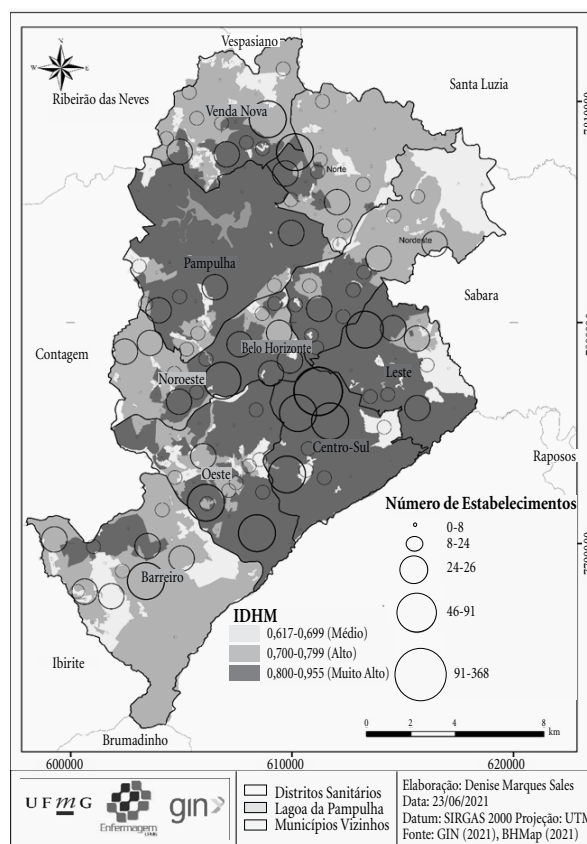 Vespasiano
Santa Luzia
Ribeirão das Neves
Venda Nova
Norte
Nordeste
Pampulha
Sabara
Contagem
Belo Horizonte
Leste
Noroeste
Raposos
Centro-Sul
Oeste
Barreiro
Ibirite
Brumadinho
Número de Estabelecimentos
0-8
8-24
24-26
46-91
91-368
IDHM
0,617-0,699 (Médio)
0,700-0,799 (Alto)
0,800-0,955 (Muito Alto)
0 2 4 8
km
600000 610000 620000
UFmG
Enfermagem
gin
Distritos Sanitários
Lagoa da Pampulha
Municípios Vizinhos
Elaboração: Denise Marques Sales
Data: 23/06/2021
Datum: SIRGAS 2000 Projeção: UTM
Fonte: GIN (2021), BHMap (2021)